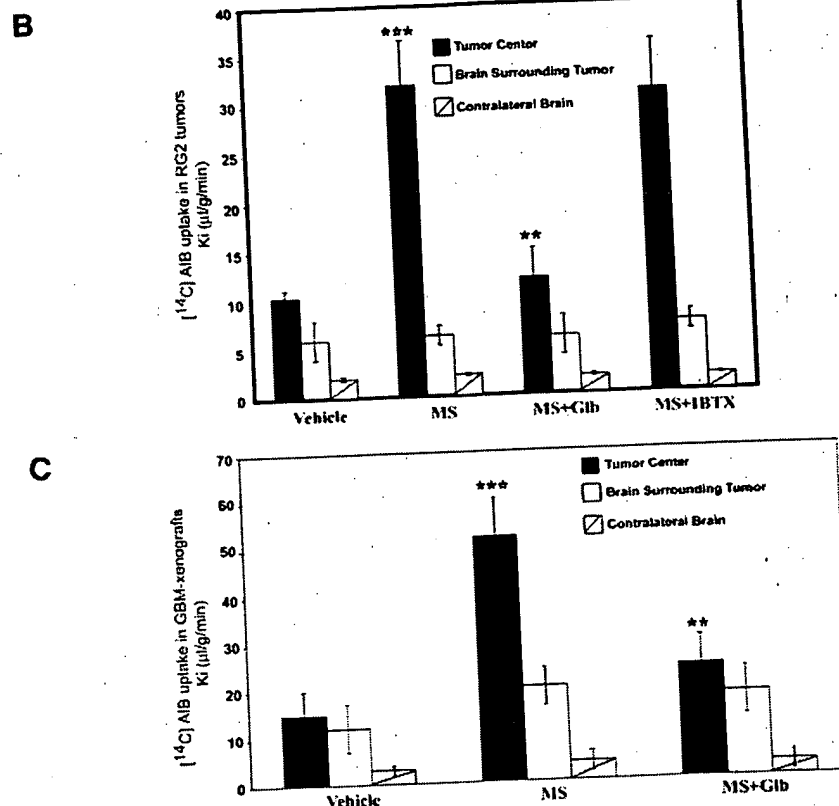 B
[14C] AIB uptake in RG2 tumors
Ki (µl/g/min)
40
35
30
25
20
15
10
5
0
***
**
Tumor Center
Brain Surrounding Tumor
Contralateral Brain
Vehicle
MS
MS+Glb
MS+IBTX
C
[14C] AIB uptake in GBM-xenografts
Ki (µl/g/min)
70
60
50
40
30
20
10
0
***
**
Tumor Center
Brain Surrounding Tumor
Contralateral Brain
Vehicle
MS
MS+Glb